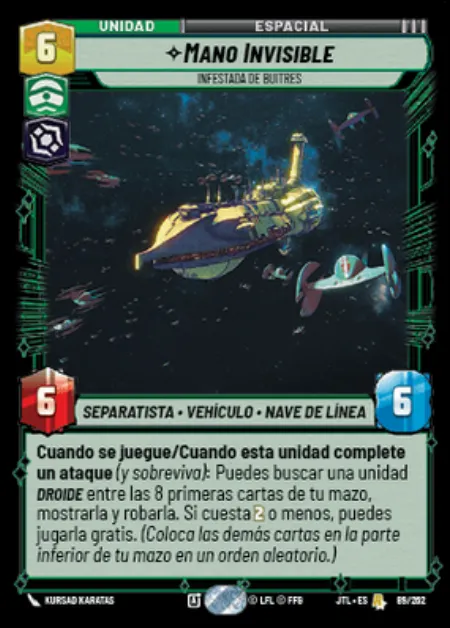 UNIDAD
ESPACIAL
6
MANO INVISIBLE
INFESTADA DE BUITRES
6
SEPARATISTA • VEHÍCULO • NAVE DE LÍNEA
6
Cuando se juegue/Cuando esta unidad complete
un ataque (y sobreviva): Puedes buscar una unidad
DROIDE entre las 8 primeras cartas de tu mazo,
mostrarla y robarla. Si cuesta 2 o menos, puedes
jugarla gratis. (Coloca las demás cartas en la parte
inferior de tu mazo en un orden aleatorio.)
KURSAD KARATAS
A
© LFL © FFG
JTL • ES
89/262